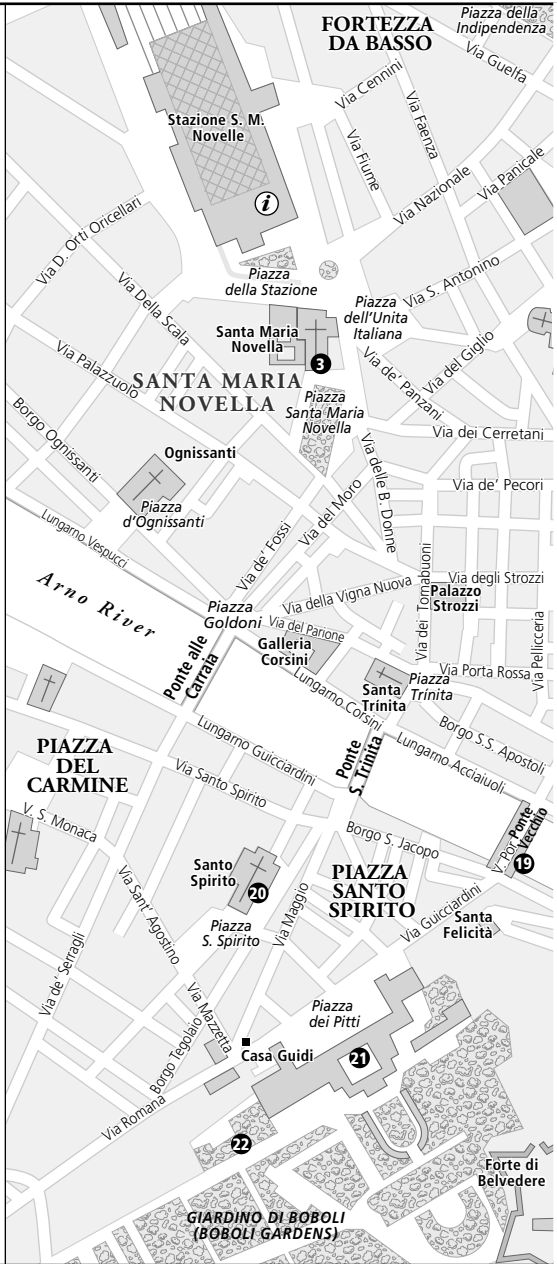 FORTEZZA
DA BASSO
Piazza della
Indipendenza
Via Guelfa
Via Cennini
Via Faenza
Stazione S. M.
Novelle
Via Fiume
Via Panicale
Via Nazionale
i
Via D. Orti Oricellari
Via S. Antonino
Piazza
della Stazione
Via Della Scala
Piazza
dell'Unita
Italiana
Santa Maria
Novella
3
Via del Giglio
Via Palazzuolo
Via de' Panzani
SANTA MARIA
NOVELLA
Piazza
Santa Maria
Novella
Borgo Ognissanti
Via dei Cerretani
Ognissanti
Via delle B. Donne
Via de' Pecori
Piazza
d'Ognissanti
Via del Moro
Via de' Fossi
Lungarno Vespucci
Via dei Tornabuoni
Via degli Strozzi
Arno River
Palazzo
Strozzi
Via della Vigna Nuova
Piazza
Goldoni
Via del Parione
Via Pellicceria
Galleria
Corsini
Ponte alle
Carraia
Via Porta Rossa
Santa
Trínita
Piazza
Trínita
Lungarno Corsini
Borgo S.S. Apostoli
Lungarno Guicciardini
Ponte
S. Trinita
Lungarno Acciaiuoli
PIAZZA
DEL
CARMINE
Via Santo Spirito
V. S. Monaca
Borgo S. Jacopo
V. Por
Ponte
Vecchio
19
Santo
Spirito
20
PIAZZA
SANTO
SPIRITO
Via Sant' Agostino
Via Maggio
Via Guicciardini
Santa
Felicità
Piazza
S. Spirito
Via de' Serragli
Via Mazzetta
Piazza
dei Pitti
Borgo Tegolaio
Casa Guidi
21
Via Romana
22
Forte di
Belvedere
GIARDINO DI BOBOLI
(BOBOLI GARDENS)